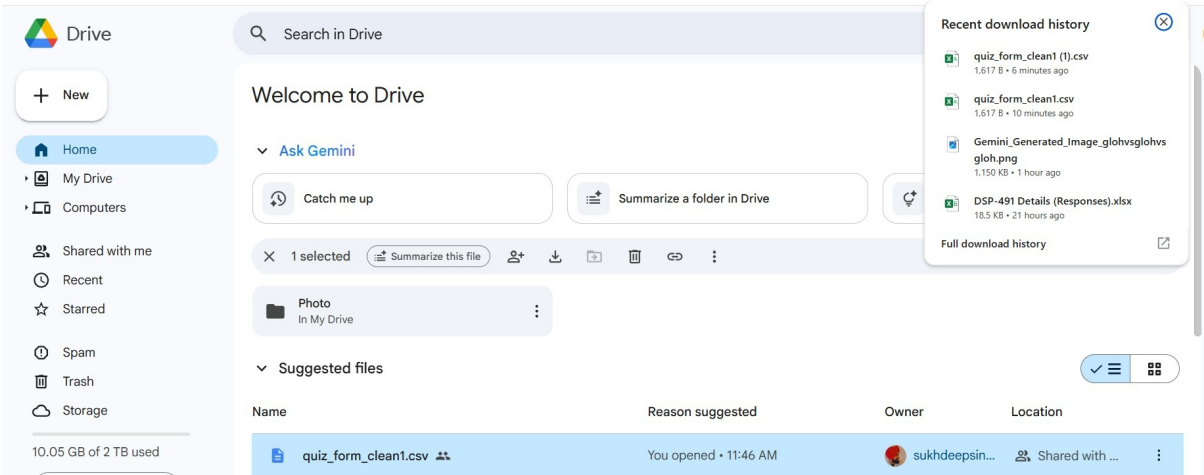 Drive
Search in Drive
New
Home
My Drive
Computers
Shared with me
Recent
Starred
Spam
Trash
Storage
10.05 GB of 2 TB used
Welcome to Drive
Ask Gemini
Catch me up
Summarize a folder in Drive
1 selected
Summarize this file
Photo
In My Drive
Suggested files
Name Reason suggested Owner Location
quiz_form_clean1.csv You opened • 11:46 AM sukhdeepsin... Shared with ...
Recent download history
quiz_form_clean1 (1).csv
1,617 B • 6 minutes ago
quiz_form_clean1.csv
1,617 B • 10 minutes ago
Gemini_Generated_Image_glohvsglohvs
gloh.png
1,150 KB • 1 hour ago
DSP-491 Details (Responses).xlsx
18.5 KB • 21 hours ago
Full download history